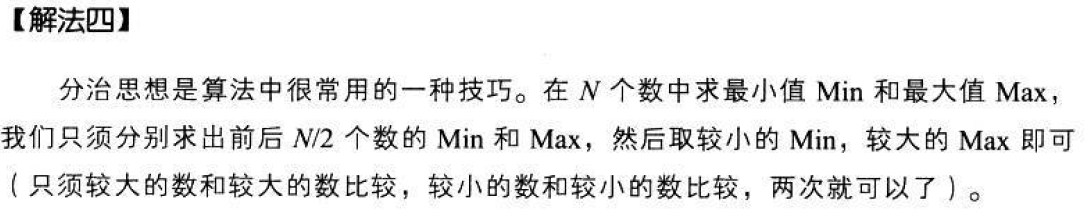 【解法四】
分治思想是算法中很常用的一种技巧。在 N 个数中求最小值 Min 和最大值 Max，
我们只须分别求出前后 N/2 个数的 Min 和 Max，然后取较小的 Min，较大的 Max 即可
（只须较大的数和较大的数比较，较小的数和较小的数比较，两次就可以了）。